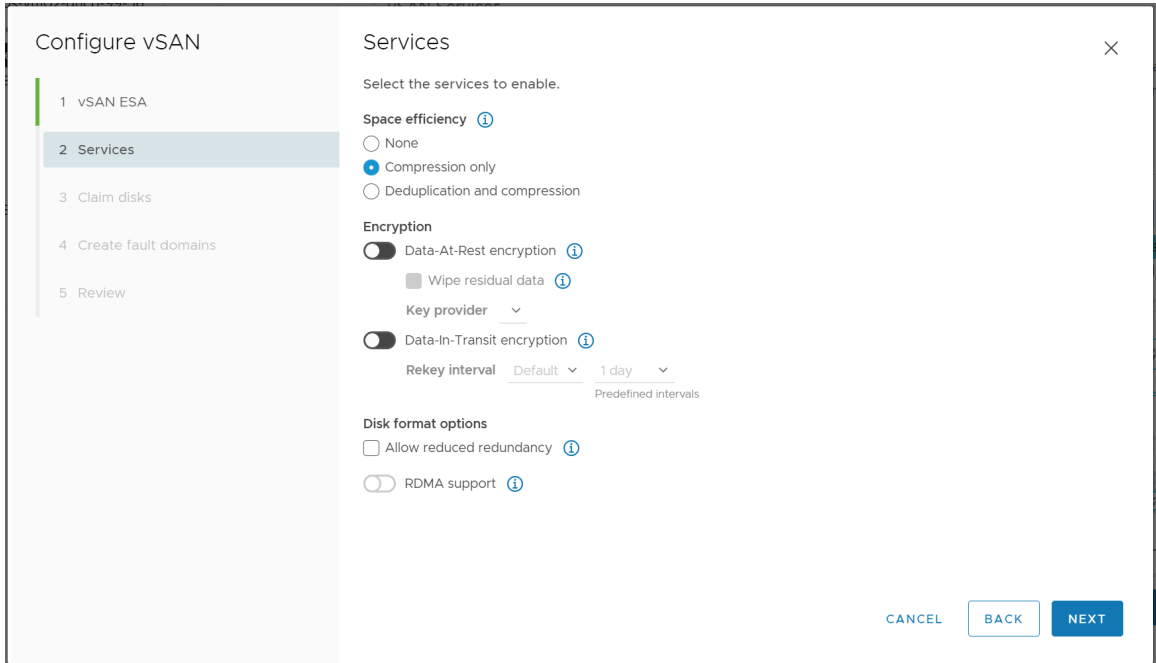 Configure vSAN
1 vSAN ESA
2 Services
3 Claim disks
4 Create fault domains
5 Review
Services
Select the services to enable.
Space efficiency
None
Compression only
Deduplication and compression
Encryption
Data-At-Rest encryption
Wipe residual data
Key provider
Data-In-Transit encryption
Rekey interval Default 1 day
Predefined intervals
Disk format options
Allow reduced redundancy
RDMA support
CANCEL BACK NEXT